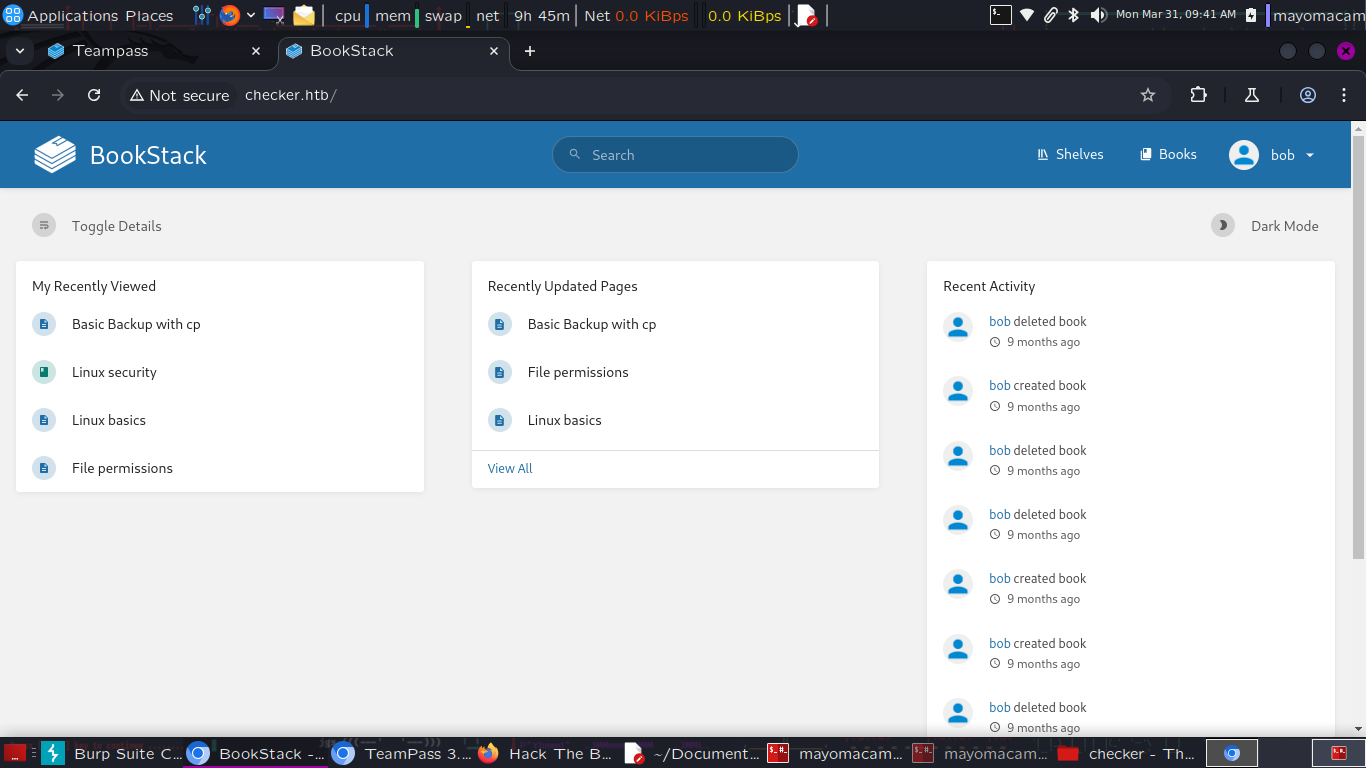 Applications Places cpu mem swap net 9h 45m Net 0.0 KiBps 0.0 KiBps Mon Mar 31, 09:41 AM mayomacam
Teampass BookStack
Not secure checker.htb/
BookStack Search Shelves Books bob
Toggle Details Dark Mode
My Recently Viewed
Basic Backup with cp
Linux security
Linux basics
File permissions
Recently Updated Pages
Basic Backup with cp
File permissions
Linux basics
View All
Recent Activity
bob deleted book
9 months ago
bob created book
9 months ago
bob deleted book
9 months ago
bob deleted book
9 months ago
bob created book
9 months ago
bob created book
9 months ago
bob deleted book
9 months ago
Burp Suite C... BookStack -... TeamPass 3.... Hack The B... ~/Document... mayomacam... mayomacam... checker - Th...